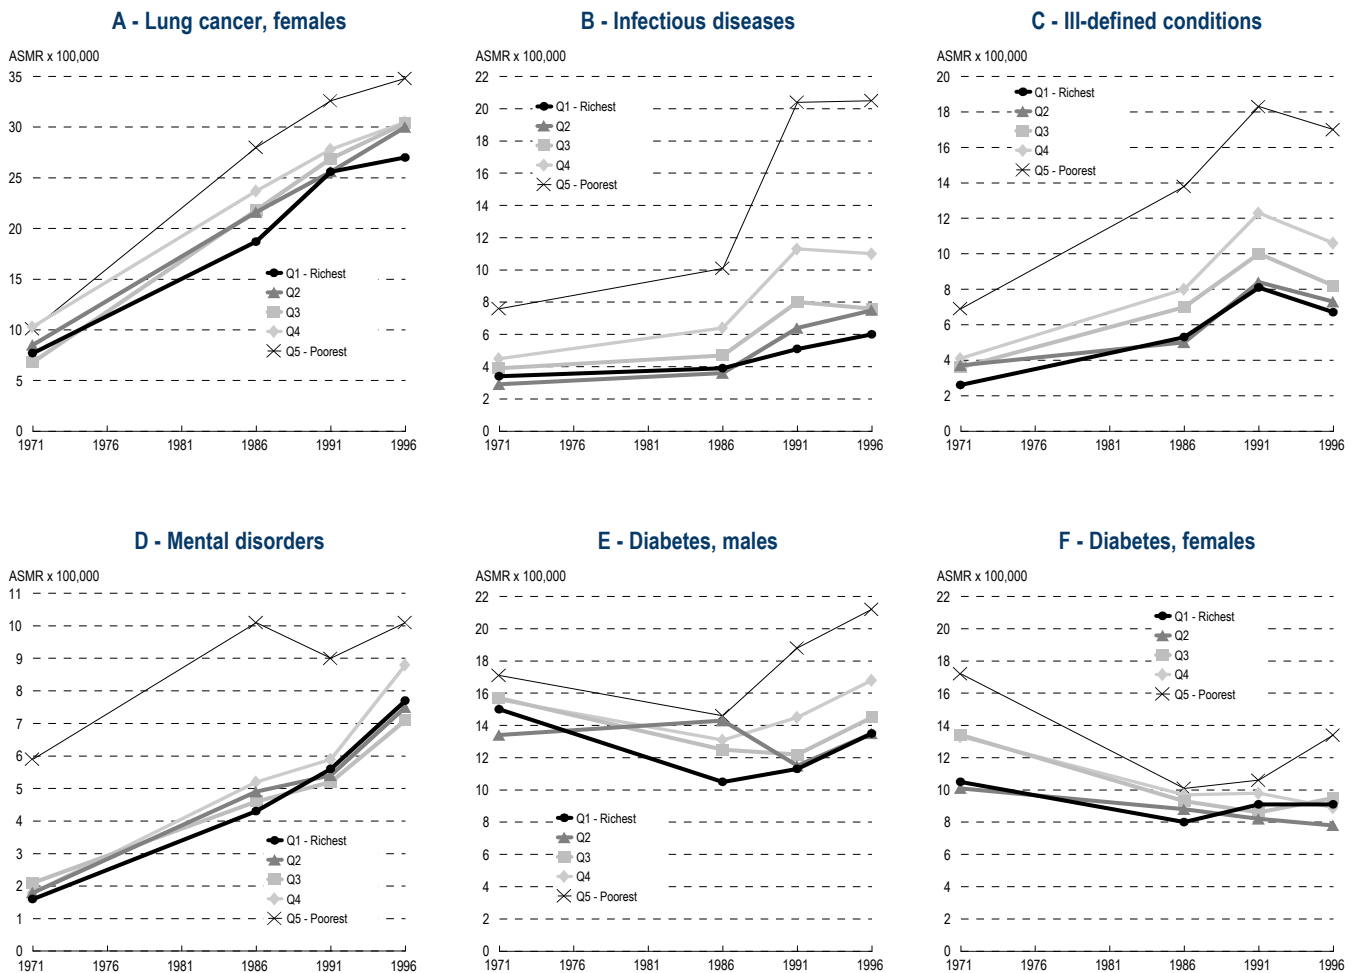 A - Lung cancer, females
ASMR x 100,000
35
30
25
20
15
10
5
0
1971 1976 1981 1986 1991 1996
Q1 - Richest
Q2
Q3
Q4
Q5 - Poorest
B - Infectious diseases
ASMR x 100,000
22
20
18
16
14
12
10
8
6
4
2
0
1971 1976 1981 1986 1991 1996
Q1 - Richest
Q2
Q3
Q4
Q5 - Poorest
C - Ill-defined conditions
ASMR x 100,000
20
18
16
14
12
10
8
6
4
2
0
1971 1976 1981 1986 1991 1996
Q1 - Richest
Q2
Q3
Q4
Q5 - Poorest
D - Mental disorders
ASMR x 100,000
11
10
9
8
7
6
5
4
3
2
1
0
1971 1976 1981 1986 1991 1996
Q1 - Richest
Q2
Q3
Q4
Q5 - Poorest
E - Diabetes, males
ASMR x 100,000
22
20
18
16
14
12
10
8
6
4
2
0
1971 1976 1981 1986 1991 1996
Q1 - Richest
Q2
Q3
Q4
Q5 - Poorest
F - Diabetes, females
ASMR x 100,000
22
20
18
16
14
12
10
8
6
4
2
0
1971 1976 1981 1986 1991 1996
Q1 - Richest
Q2
Q3
Q4
Q5 - Poorest